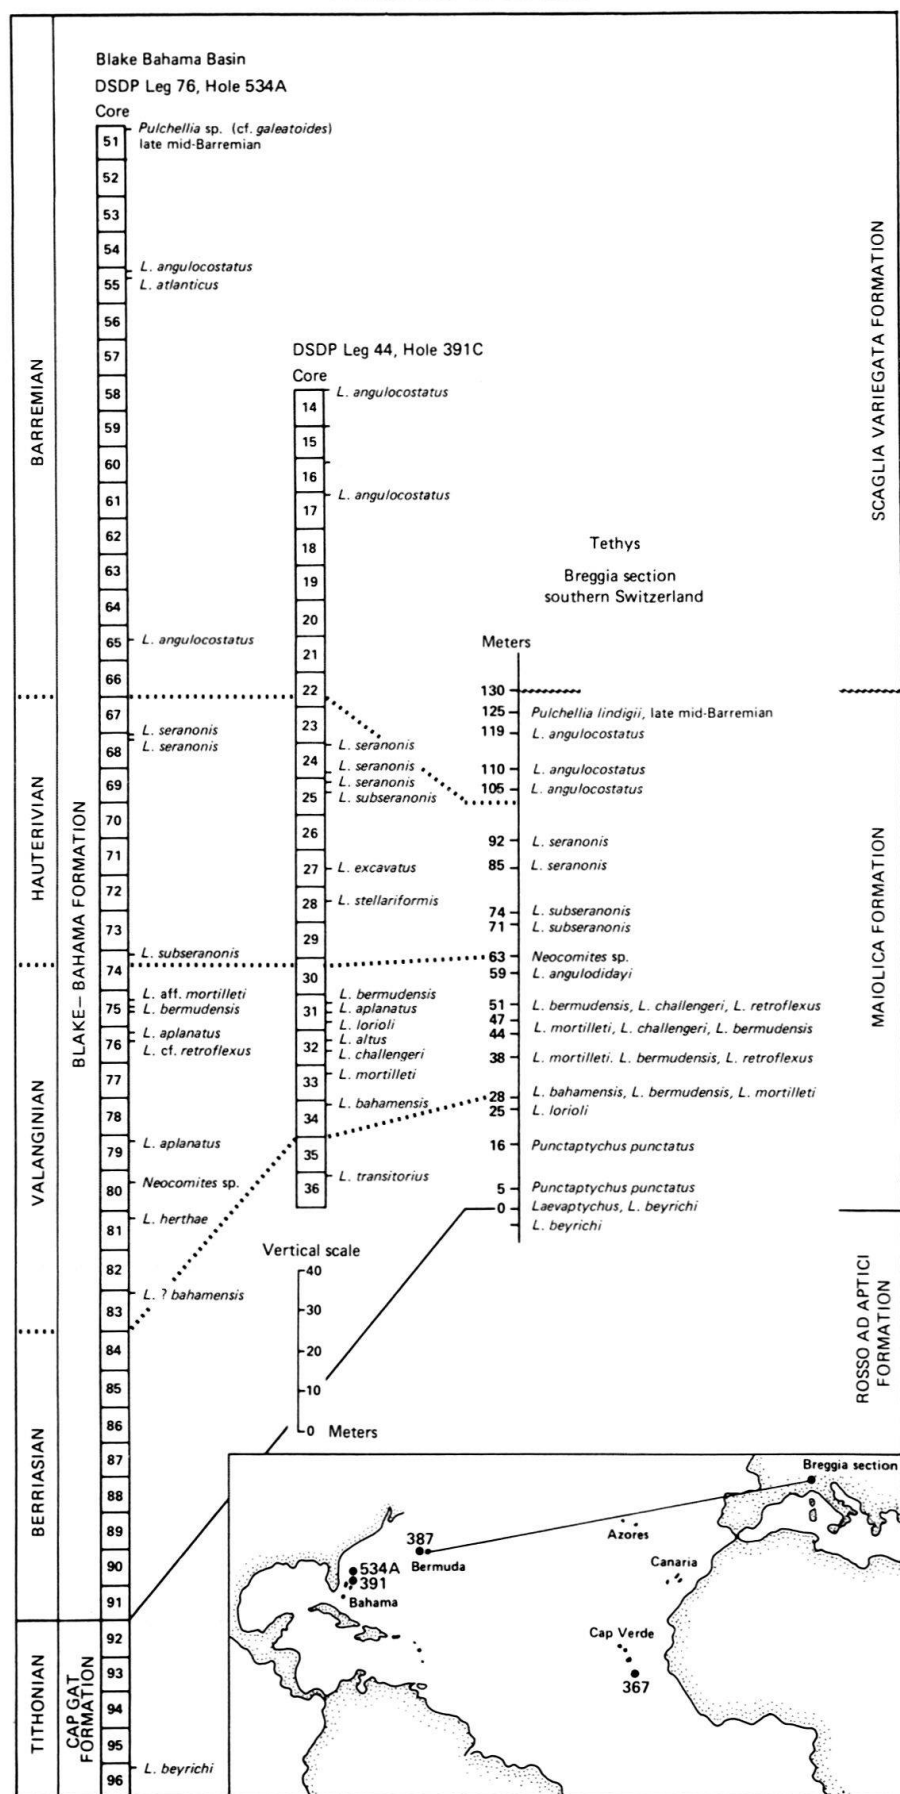 Blake Bahama Basin
DSDP Leg 76, Hole 534A
Core
51
Pulchellia sp. (cf. galeatoides)
late mid-Barremian
52
53
54
L. angulocostatus
55
L. atlanticus
56
57
58
59
60
61
62
63
64
65
L. angulocostatus
66
67
L. seranonis
68
L. seranonis
69
70
71
72
73
L. subseranonis
74
L. aff. mortilleti
75
L. bermudensis
L. aplanatus
76
L. cf. retroflexus
77
78
79
L. aplanatus
80
Neocomites sp.
81
L. herthae
82
L. ? bahamensis
83
84
85
86
87
88
89
90
91
92
93
94
95
L. beyrichi
96
BARREMIAN
HAUTERIVIAN
VALANGINIAN
BERRIASIAN
TITHONIAN
BLAKE–BAHAMA FORMATION
CAP GAT
FORMATION
DSDP Leg 44, Hole 391C
Core
L. angulocostatus
14
15
16
L. angulocostatus
17
18
19
20
21
22
23
L. seranonis
24
L. seranonis
L. seranonis
25
L. subseranonis
26
27
L. excavatus
28
L. stellariformis
29
30
L. bermudensis
31
L. aplanatus
L. lorioli
L. altus
32
L. challengeri
33
L. mortilleti
34
L. bahamensis
35
L. transitorius
36
Vertical scale
40
30
20
10
0 Meters
Tethys
Breggia section
southern Switzerland
Meters
130
125 Pulchellia lindigii, late mid-Barremian
119 L. angulocostatus
110 L. angulocostatus
105 L. angulocostatus
92 L. seranonis
85 L. seranonis
74 L. subseranonis
71 L. subseranonis
63 Neocomites sp.
59 L. angulodidayi
51 L. bermudensis, L. challengeri, L. retroflexus
47
44 L. mortilleti, L. challengeri, L. bermudensis
38 L. mortilleti. L. bermudensis, L. retroflexus
28 L. bahamensis, L. bermudensis, L. mortilleti
25 L. lorioli
16 Punctaptychus punctatus
5 Punctaptychus punctatus
0 Laevaptychus, L. beyrichi
L. beyrichi
SCAGLIA VARIEGATA FORMATION
MAIOLICA FORMATION
ROSSO AD APTICI
FORMATION
Breggia section
Azores
387
Bermuda
534A
391
Bahama
Canaria
Cap Verde
367